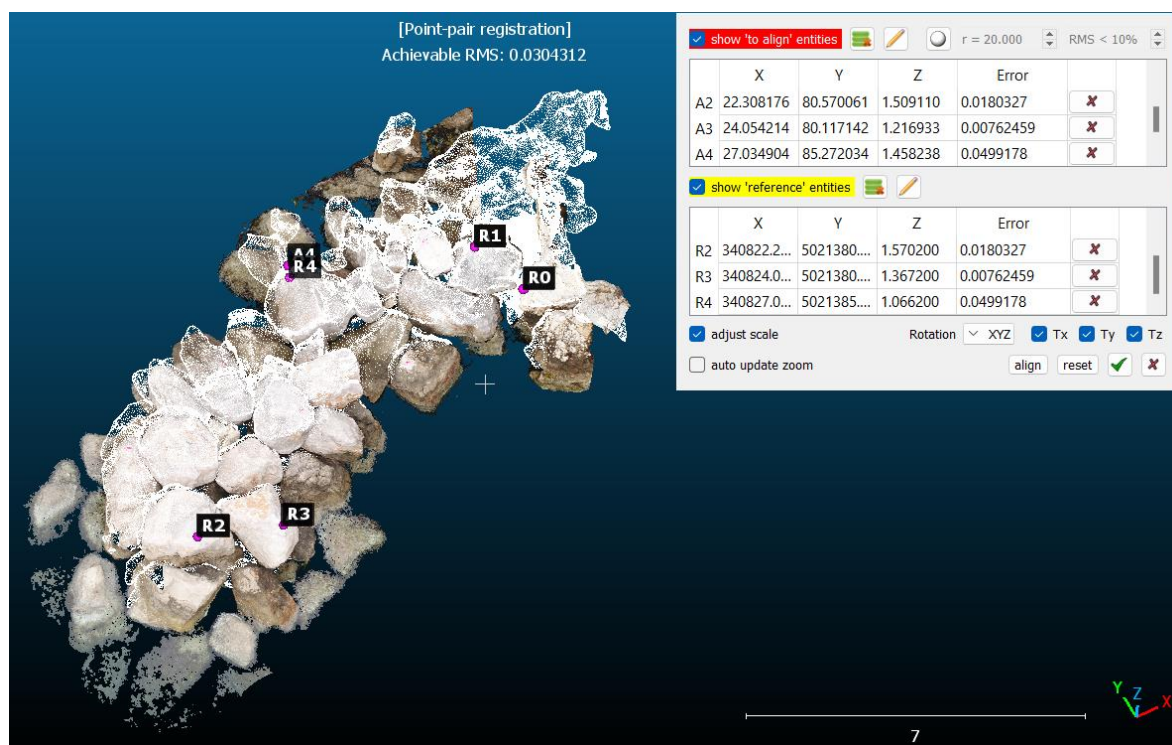 [Point-pair registration]
Achievable RMS: 0.0304312
show 'to align' entities r = 20.000 RMS < 10%
X Y Z Error
A2 22.308176 80.570061 1.509110 0.0180327
A3 24.054214 80.117142 1.216933 0.00762459
A4 27.034904 85.272034 1.458238 0.0499178
show 'reference' entities
X Y Z Error
R2 340822.2... 5021380.... 1.570200 0.0180327
R3 340824.0... 5021380.... 1.367200 0.00762459
R4 340827.0... 5021385.... 1.066200 0.0499178
adjust scale Rotation XYZ Tx Ty Tz
auto update zoom align reset
R1
A4
R4
R0
R3
R2
Y
Z
X
7